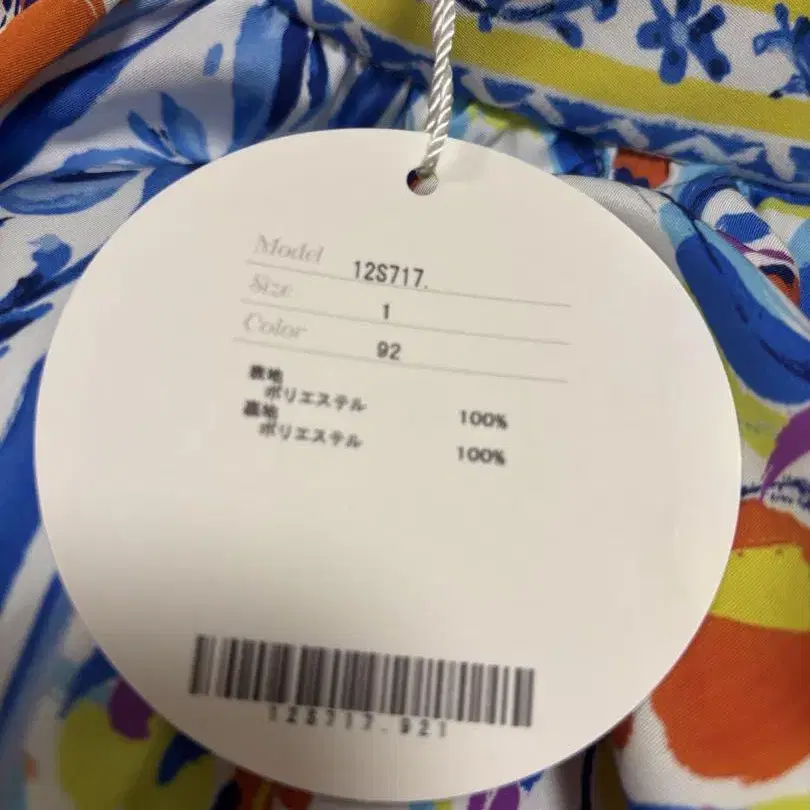 Model 12S717.
Size 1
Color 92
表地
ポリエステル 100%
裏地
ポリエステル 100%
12S717.921